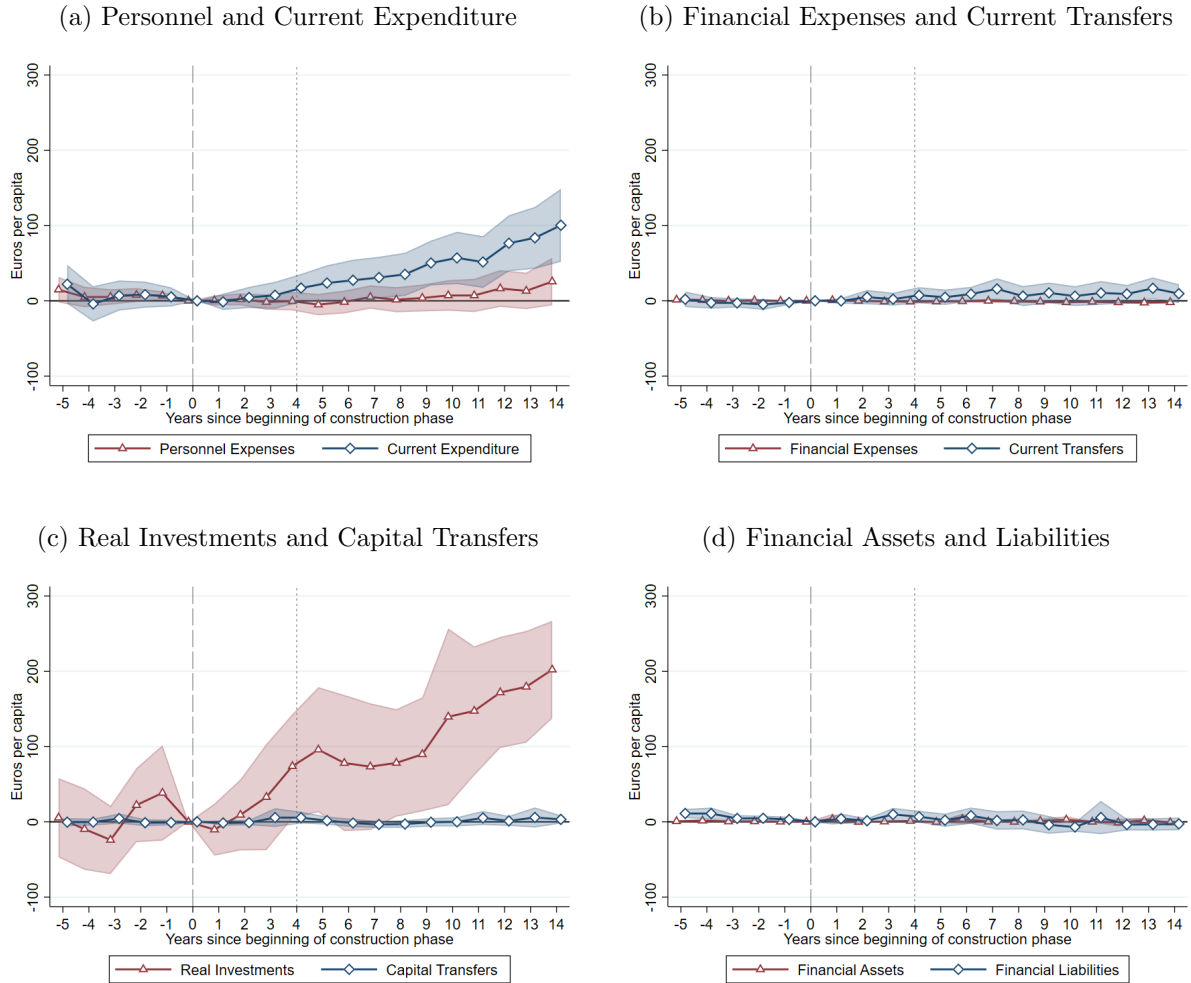 (a) Personnel and Current Expenditure
300
200
100
0
-100
Euros per capita
-5 -4 -3 -2 -1 0 1 2 3 4 5 6 7 8 9 10 11 12 13 14
Years since beginning of construction phase
Personnel Expenses Current Expenditure
(b) Financial Expenses and Current Transfers
300
200
100
0
-100
Euros per capita
-5 -4 -3 -2 -1 0 1 2 3 4 5 6 7 8 9 10 11 12 13 14
Years since beginning of construction phase
Financial Expenses Current Transfers
(c) Real Investments and Capital Transfers
300
200
100
0
-100
Euros per capita
-5 -4 -3 -2 -1 0 1 2 3 4 5 6 7 8 9 10 11 12 13 14
Years since beginning of construction phase
Real Investments Capital Transfers
(d) Financial Assets and Liabilities
300
200
100
0
-100
Euros per capita
-5 -4 -3 -2 -1 0 1 2 3 4 5 6 7 8 9 10 11 12 13 14
Years since beginning of construction phase
Financial Assets Financial Liabilities